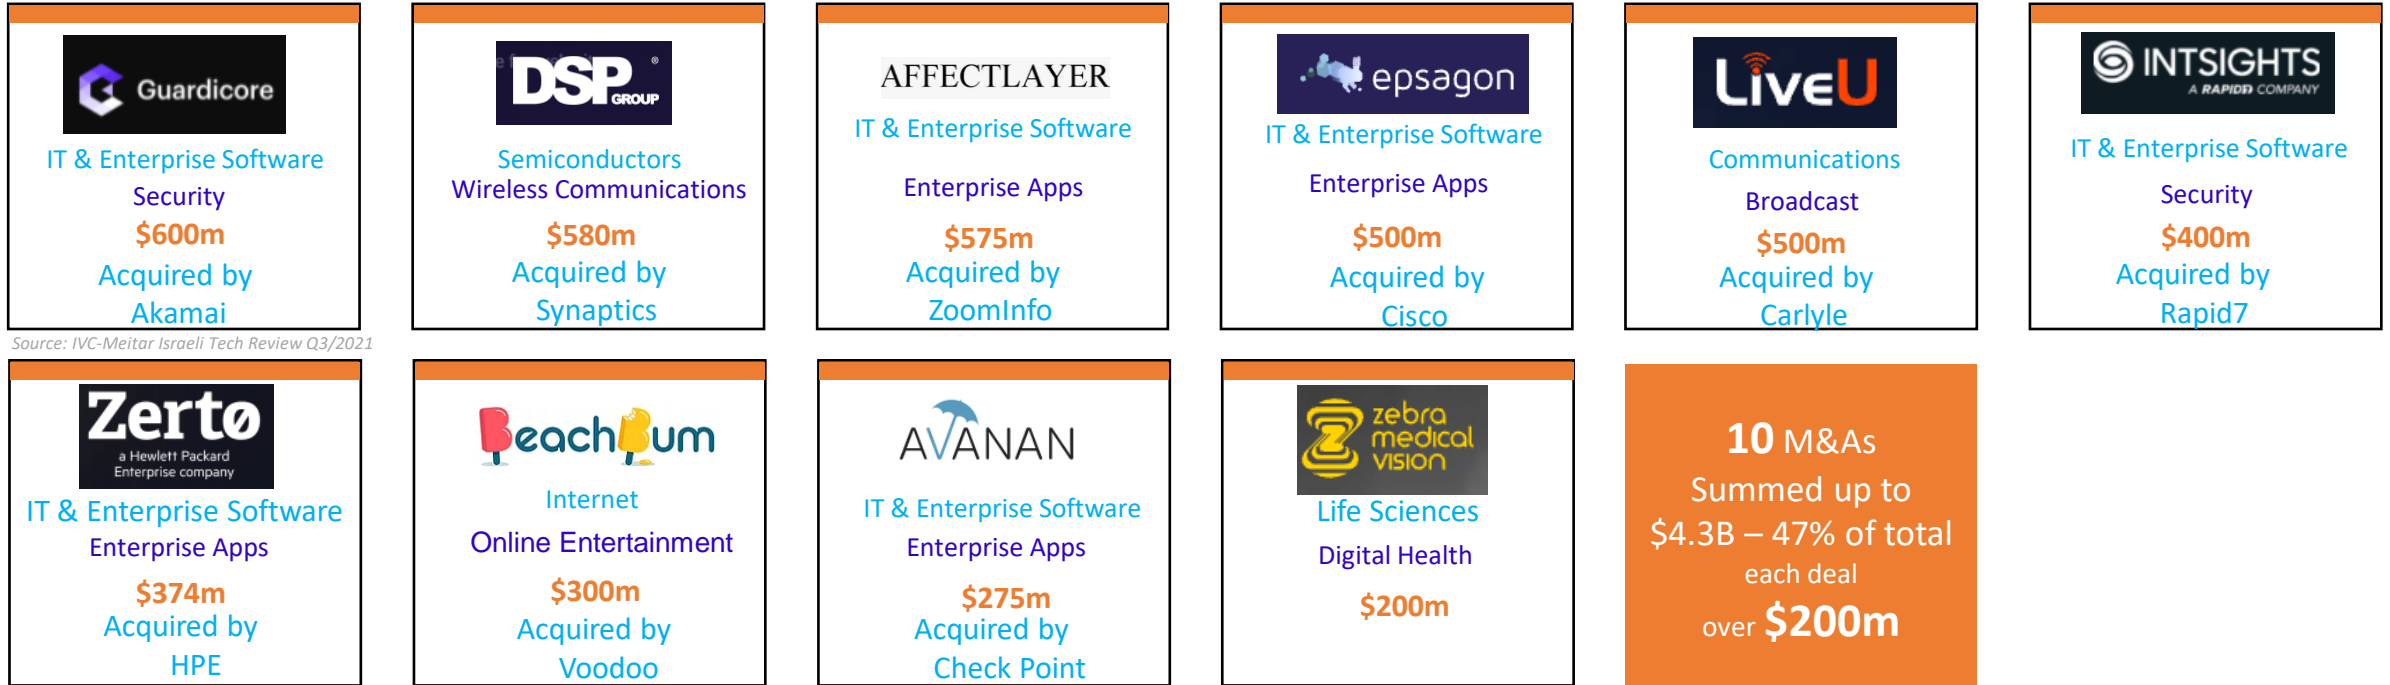 Guardicore
IT & Enterprise Software
Security
$600m
Acquired by
Akamai
DSP®
GROUP
Semiconductors
Wireless Communications
$580m
Acquired by
Synaptics
AFFECTLAYER
IT & Enterprise Software
Enterprise Apps
$575m
Acquired by
ZoomInfo
epsagon
IT & Enterprise Software
Enterprise Apps
$500m
Acquired by
Cisco
LiveU
Communications
Broadcast
$500m
Acquired by
Carlyle
INTSIGHTS
A RAPID7 COMPANY
IT & Enterprise Software
Security
$400m
Acquired by
Rapid7
Source: IVC-Meitar Israeli Tech Review Q3/2021
Zerto
a Hewlett Packard
Enterprise company
IT & Enterprise Software
Enterprise Apps
$374m
Acquired by
HPE
BeachBum
Internet
Online Entertainment
$300m
Acquired by
Voodoo
AVANAN
IT & Enterprise Software
Enterprise Apps
$275m
Acquired by
Check Point
zebra
medical
vision
Life Sciences
Digital Health
$200m
10 M&As
Summed up to
$4.3B – 47% of total
each deal
over $200m